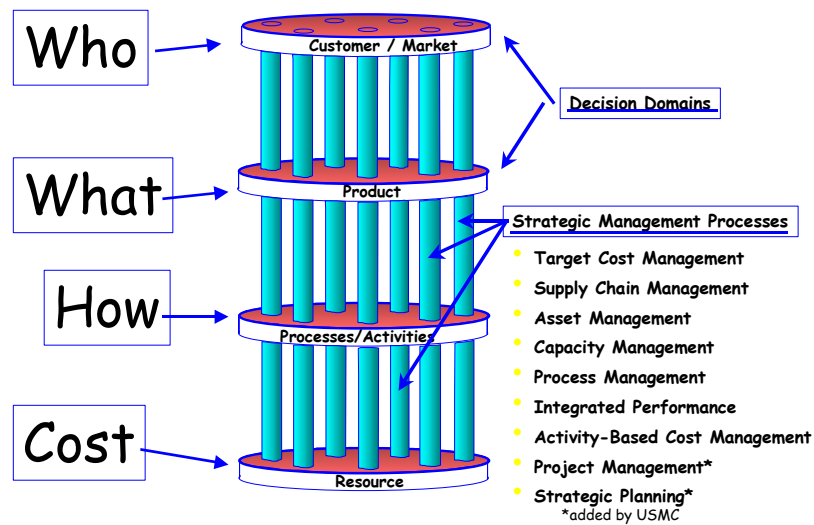 Who
Customer / Market
Decision Domains
What
Product
Strategic Management Processes
Target Cost Management
Supply Chain Management
Asset Management
How
Processes/Activities
Capacity Management
Process Management
Integrated Performance
Cost
Activity-Based Cost Management
Project Management*
Resource
Strategic Planning*
*added by USMC